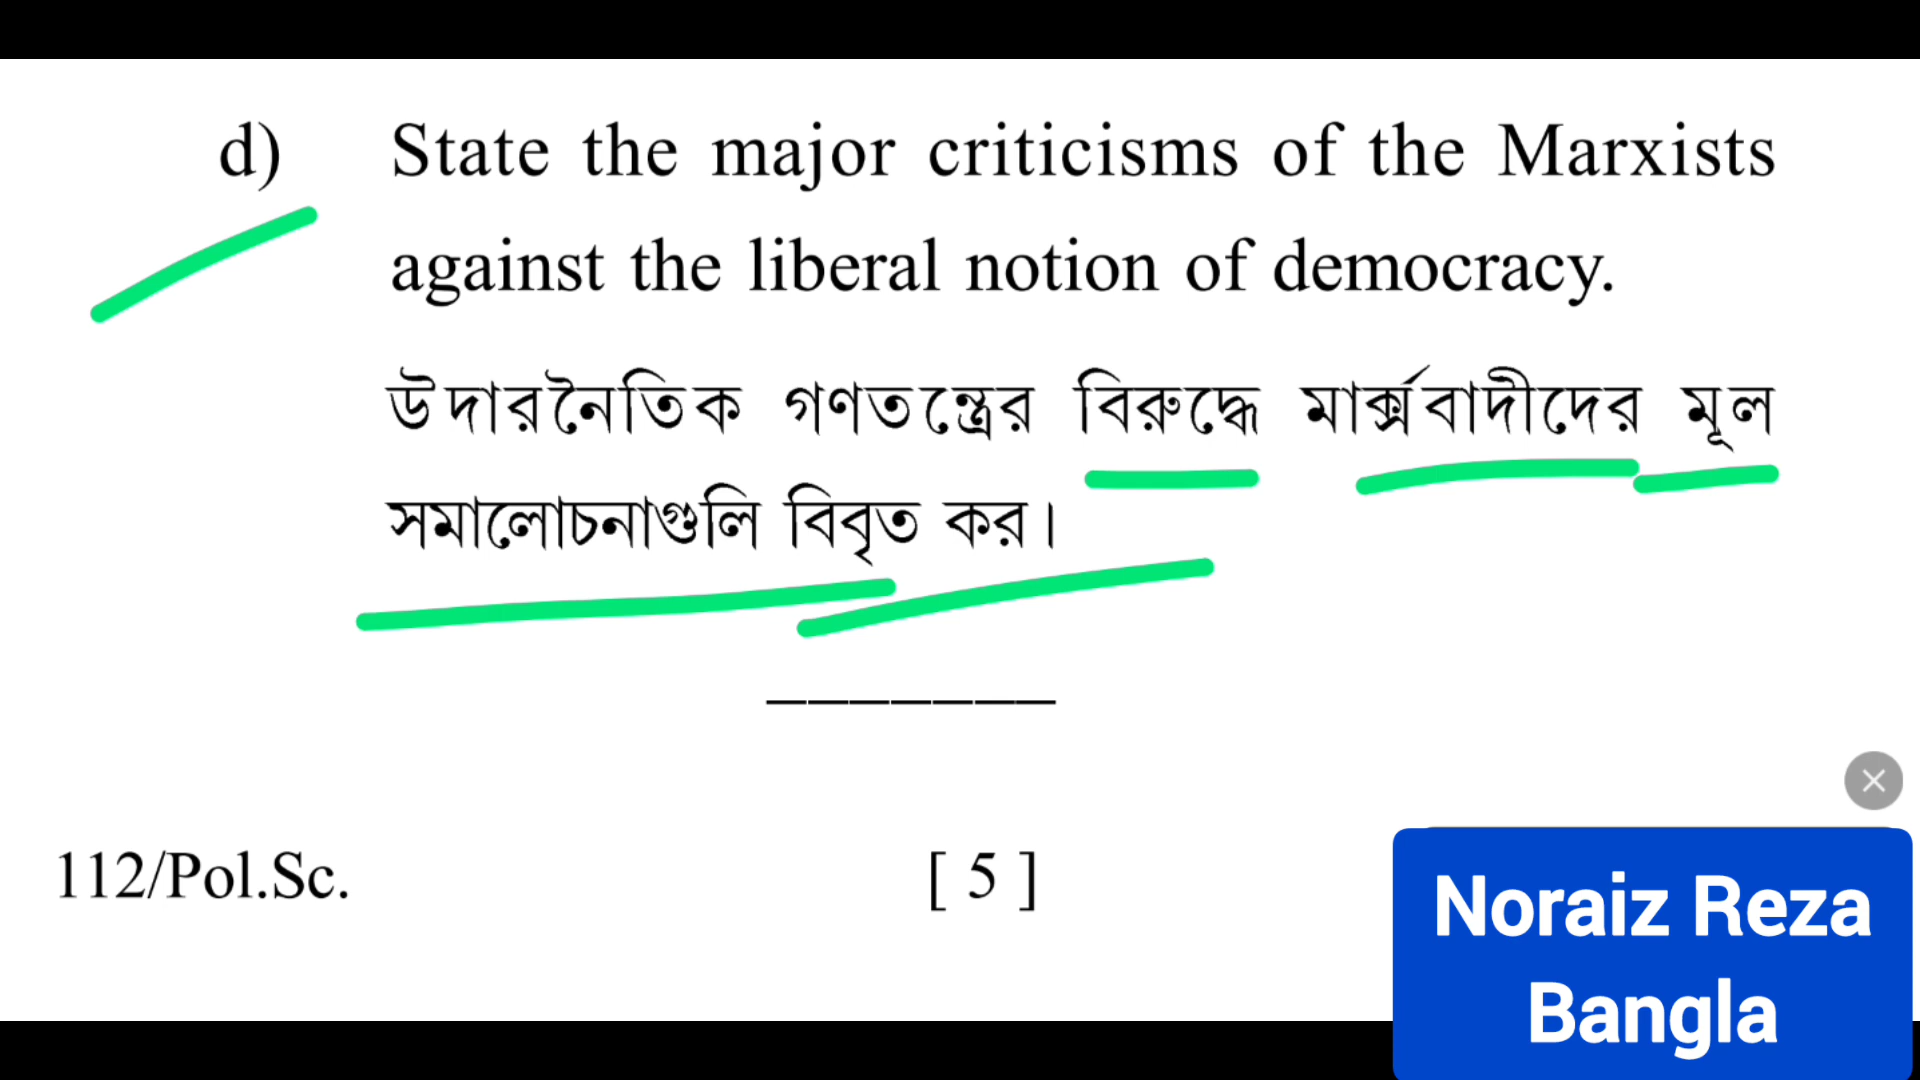 d) State the major criticisms of the Marxists
against the liberal notion of democracy.
উদারনৈতিক গণতন্ত্রের বিরুদ্ধে মার্ক্সবাদীদের মূল
সমালোচনাগুলি বিবৃত কর।
112/Pol.Sc. [ 5 ]
Noraiz Reza
Bangla